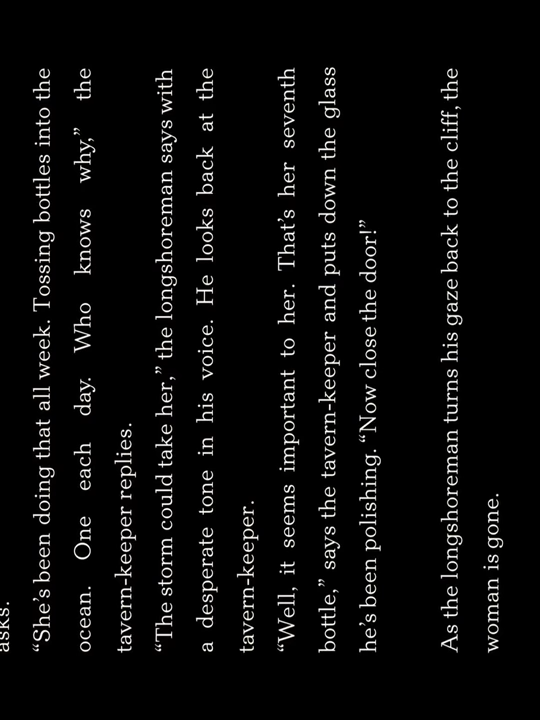 asks.
“She’s been doing that all week. Tossing bottles into the
ocean. One each day. Who knows why,” the
tavern-keeper replies.
“The storm could take her,” the longshoreman says with
a desperate tone in his voice. He looks back at the
tavern-keeper.
“Well, it seems important to her. That’s her seventh
bottle,” says the tavern-keeper and puts down the glass
he’s been polishing. “Now close the door!”
As the longshoreman turns his gaze back to the cliff, the
woman is gone.